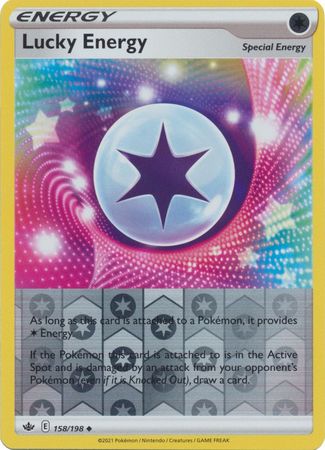 ENERGY
Lucky Energy
Special Energy
As long as this card is attached to a Pokémon, it provides
Energy.
If the Pokémon this card is attached to is in the Active
Spot and is damaged by an attack from your opponent's
Pokémon (even if it is Knocked Out), draw a card.
E 158/198
©2021 Pokémon / Nintendo / Creatures / GAME FREAK